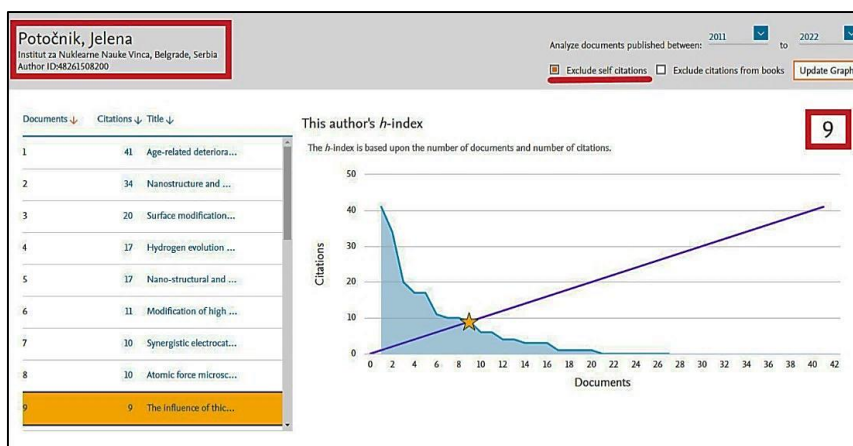 Potočnik, Jelena
Institut za Nuklearne Nauke Vinca, Belgrade, Serbia
Author ID:48261508200
Analyze documents published between: 2011 to 2022
Exclude self citations Exclude citations from books Update Graph
Documents Citations Title
1 41 Age-related deteriora...
2 34 Nanostructure and ...
3 20 Surface modification...
4 17 Hydrogen evolution ...
5 17 Nano-structural and ...
6 11 Modification of high ...
7 10 Synergistic electrocat...
8 10 Atomic force microsc...
9 9 The influence of thic...
This author's h-index
9
The h-index is based upon the number of documents and number of citations.
50
40
30
20
10
0
Citations
0 2 4 6 8 10 12 14 16 18 20 22 24 26 28 30 32 34 36 38 40 42
Documents